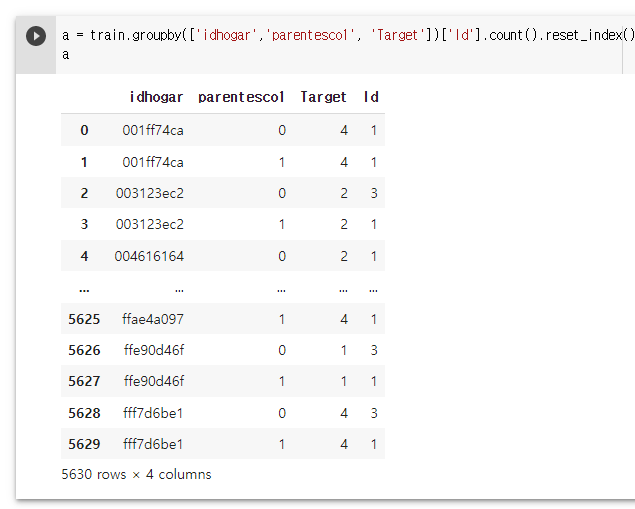 a = train.groupby(['idhogar','parentesco1', 'Target'])['Id'].count().reset_index()
a
idhogar parentesco1 Target Id
0 001ff74ca 0 4 1
1 001ff74ca 1 4 1
2 003123ec2 0 2 3
3 003123ec2 1 2 1
4 004616164 0 2 1
... ... ... ... ...
5625 ffae4a097 1 4 1
5626 ffe90d46f 0 1 3
5627 ffe90d46f 1 1 1
5628 fff7d6be1 0 4 3
5629 fff7d6be1 1 4 1
5630 rows × 4 columns